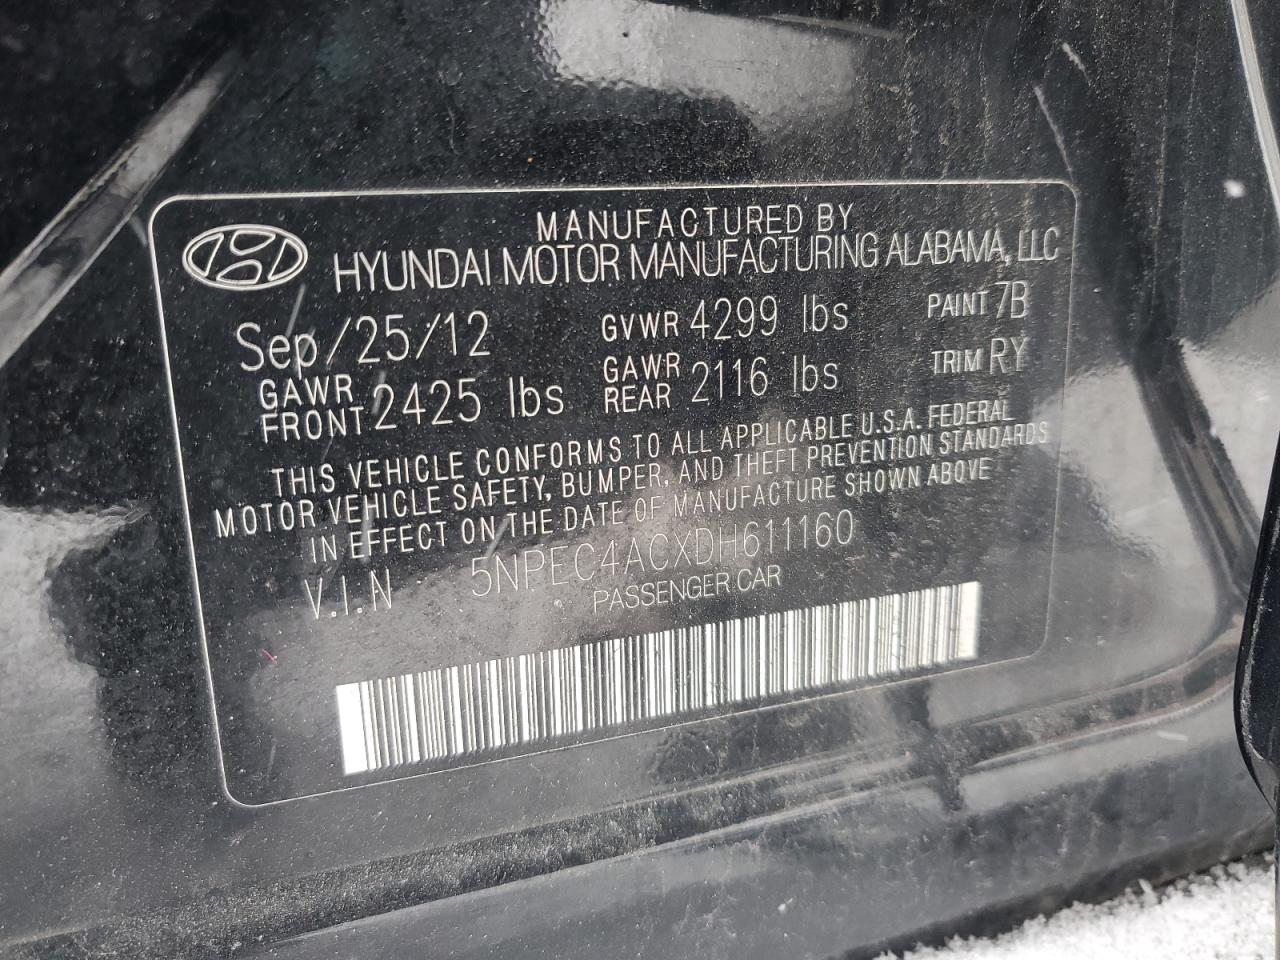 MANUFACTURED BY
HYUNDAI MOTOR MANUFACTURING ALABAMA, LLC
Sep/25/12 GVWR 4299 lbs PAINT 7B
GAWR FRONT 2425 lbs GAWR REAR 2116 lbs TRIM RY
THIS VEHICLE CONFORMS TO ALL APPLICABLE U.S.A. FEDERAL
MOTOR VEHICLE SAFETY, BUMPER, AND THEFT PREVENTION STANDARDS
IN EFFECT ON THE DATE OF MANUFACTURE SHOWN ABOVE
V.I.N 5NPEC4ACXDH611160
PASSENGER CAR